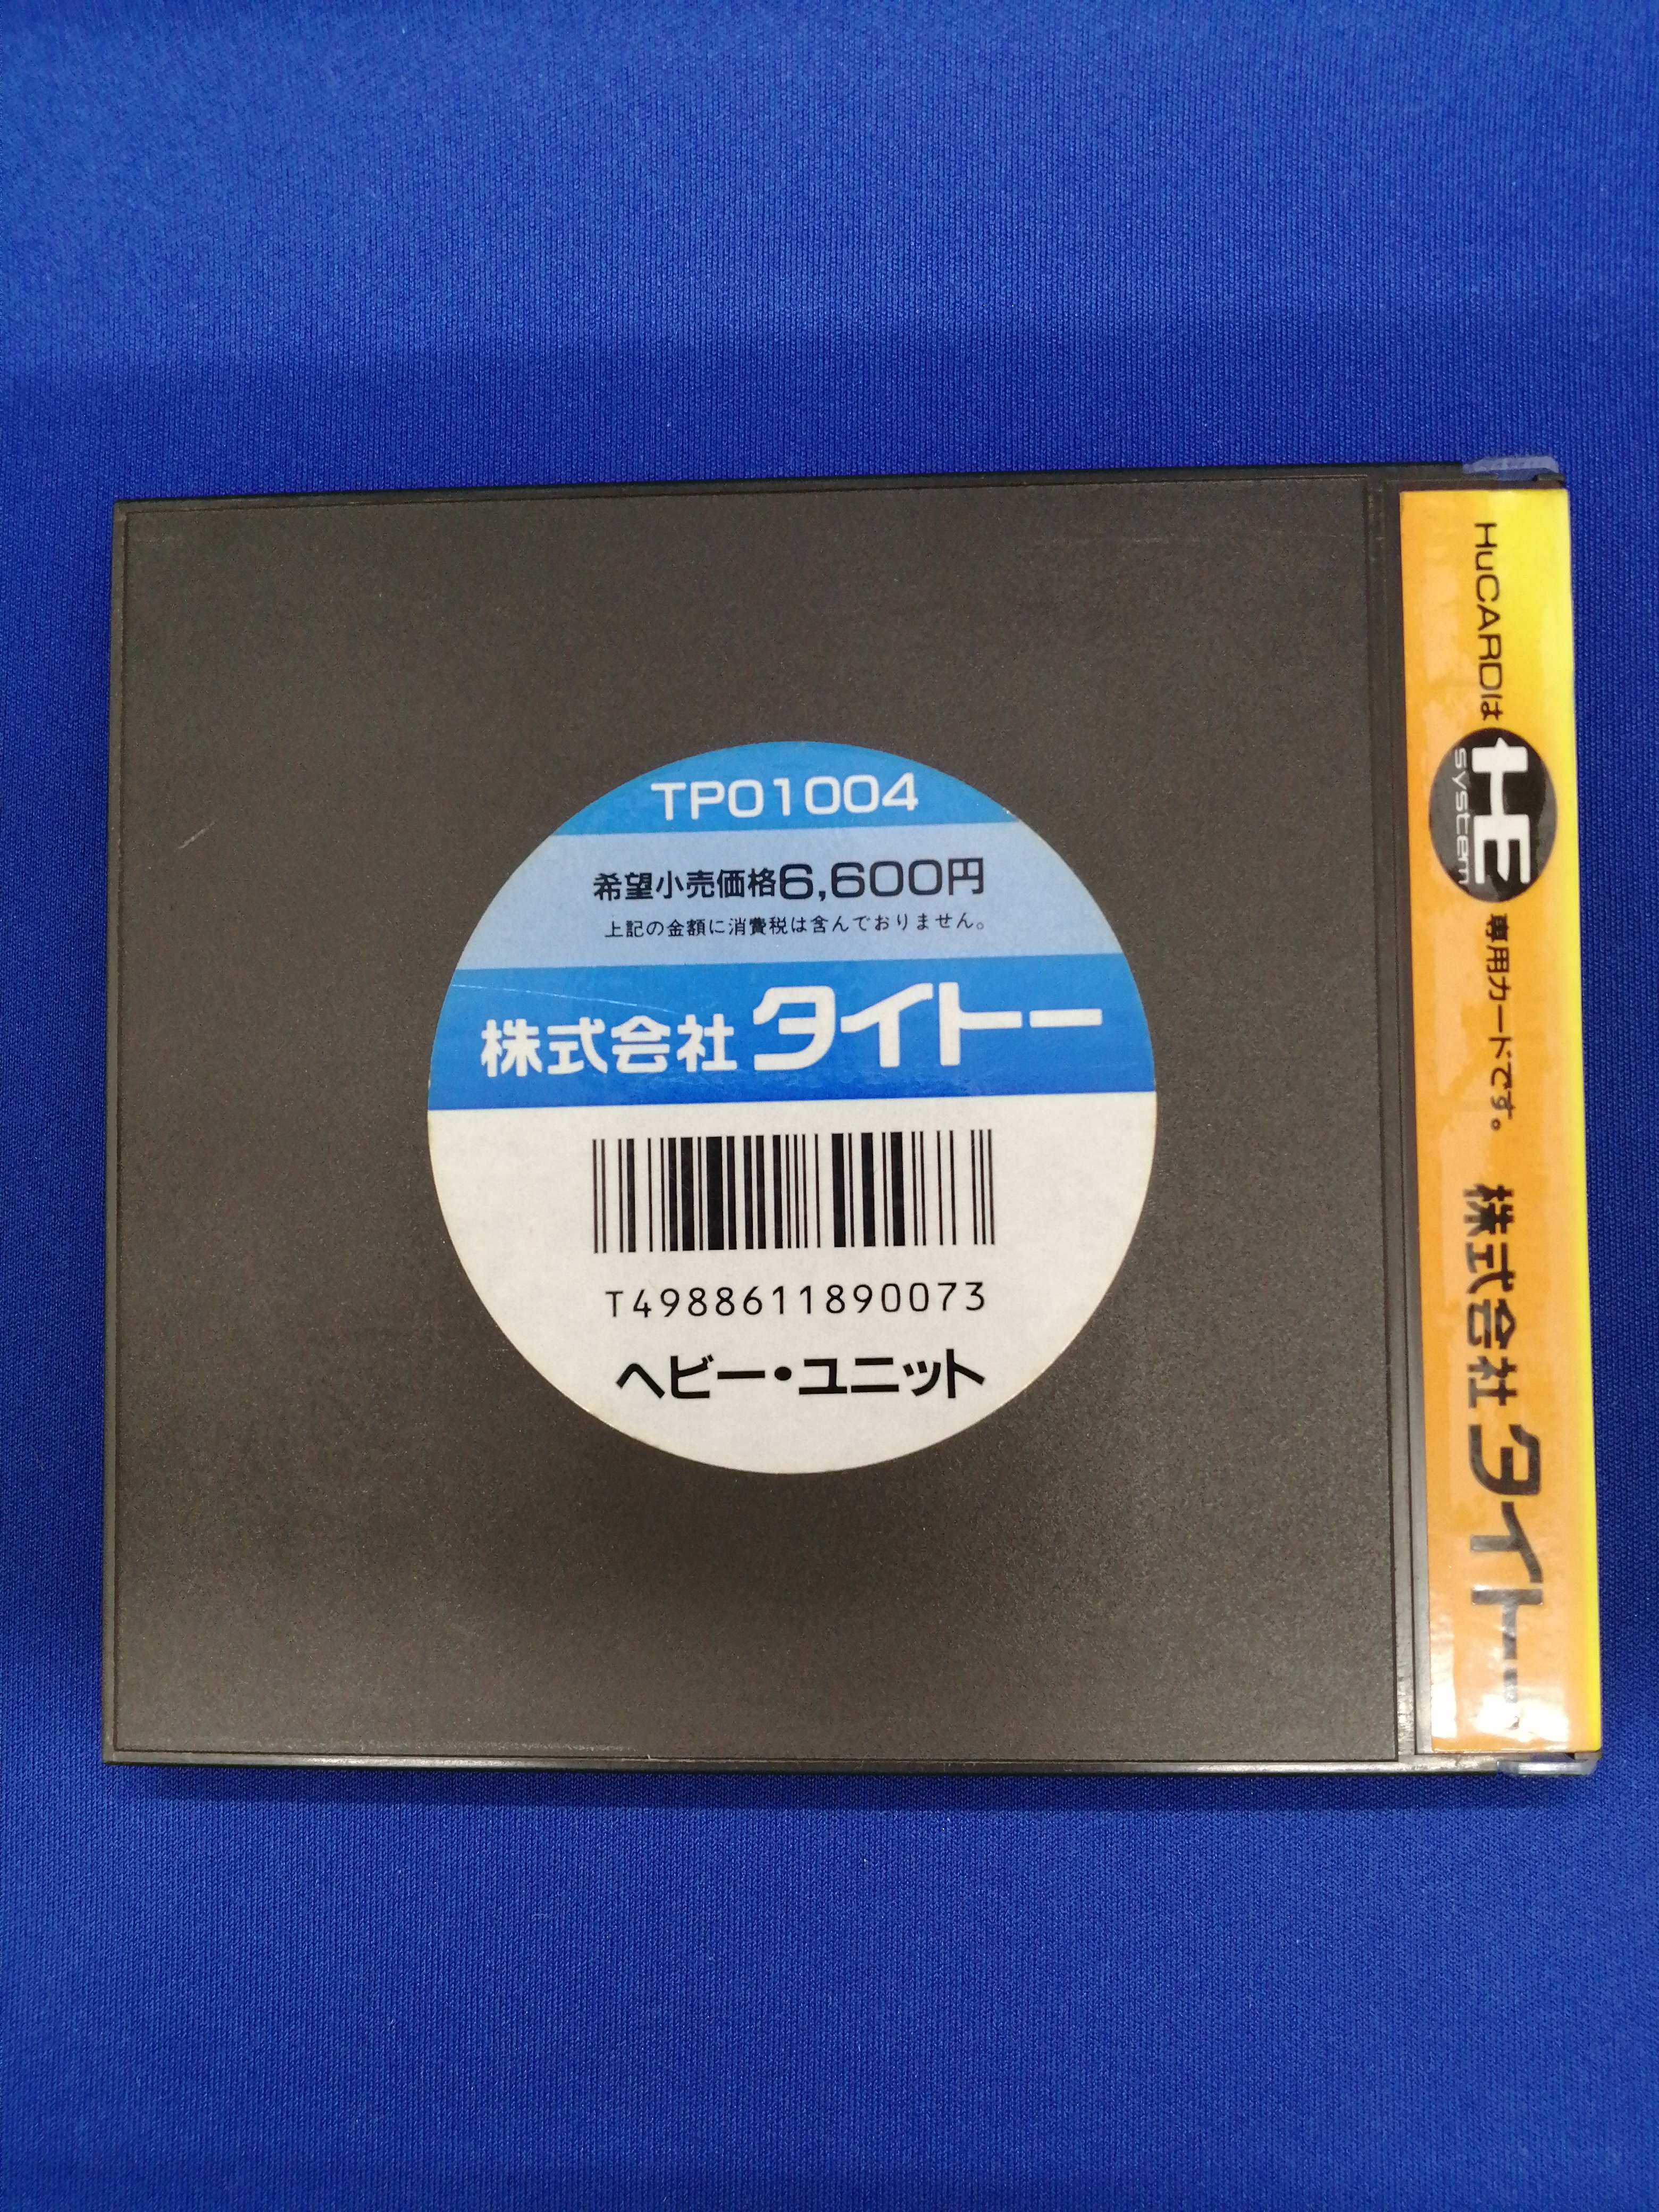 TP01004
希望小売価格6,600円
上記の金額に消費税は含んでおりません。
株式会社タイトー
T4988611890073
ヘビー・ユニット
HuCARDは HE system 専用カードです。 株式会社タイトー